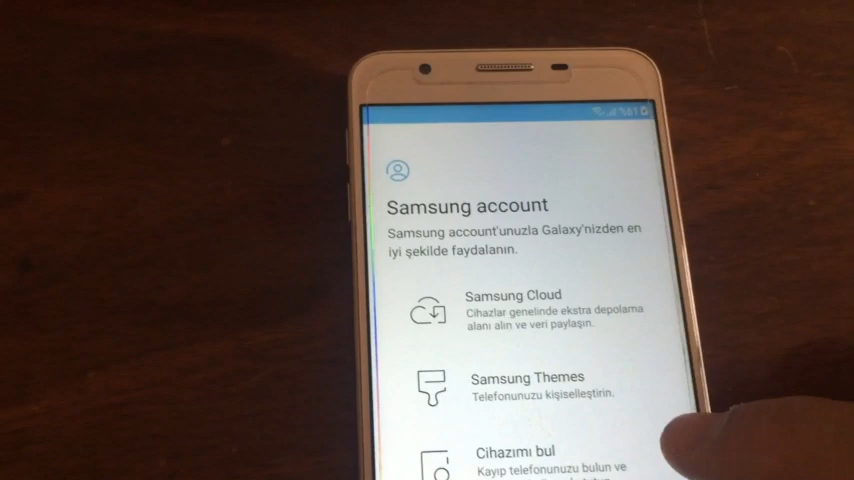 %61
Samsung account
Samsung account'unuzla Galaxy'nizden en
iyi şekilde faydalanın.
Samsung Cloud
Cihazlar genelinde ekstra depolama
alanı alın ve veri paylaşın.
Samsung Themes
Telefonunuzu kişiselleştirin.
Cihazımı bul
Kayıp telefonunuzu bulun ve